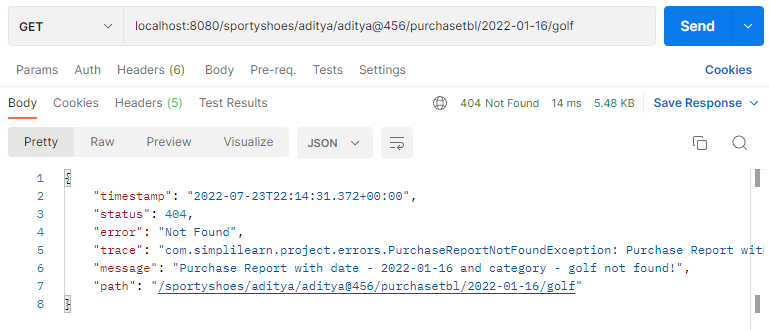 GET localhost:8080/sportyshoes/aditya/aditya@456/purchasetbl/2022-01-16/golf Send
Params Auth Headers (6) Body Pre-req. Tests Settings Cookies
Body Cookies Headers (5) Test Results 404 Not Found 14 ms 5.48 KB Save Response
Pretty Raw Preview Visualize JSON
1 {
2 "timestamp": "2022-07-23T22:14:31.372+00:00",
3 "status": 404,
4 "error": "Not Found",
5 "trace": "com.simplilearn.project.errors.PurchaseReportNotFoundException: Purchase Report wit
6 "message": "Purchase Report with date - 2022-01-16 and category - golf not found!",
7 "path": "/sportyshoes/aditya/aditya@456/purchasetbl/2022-01-16/golf"
8 }